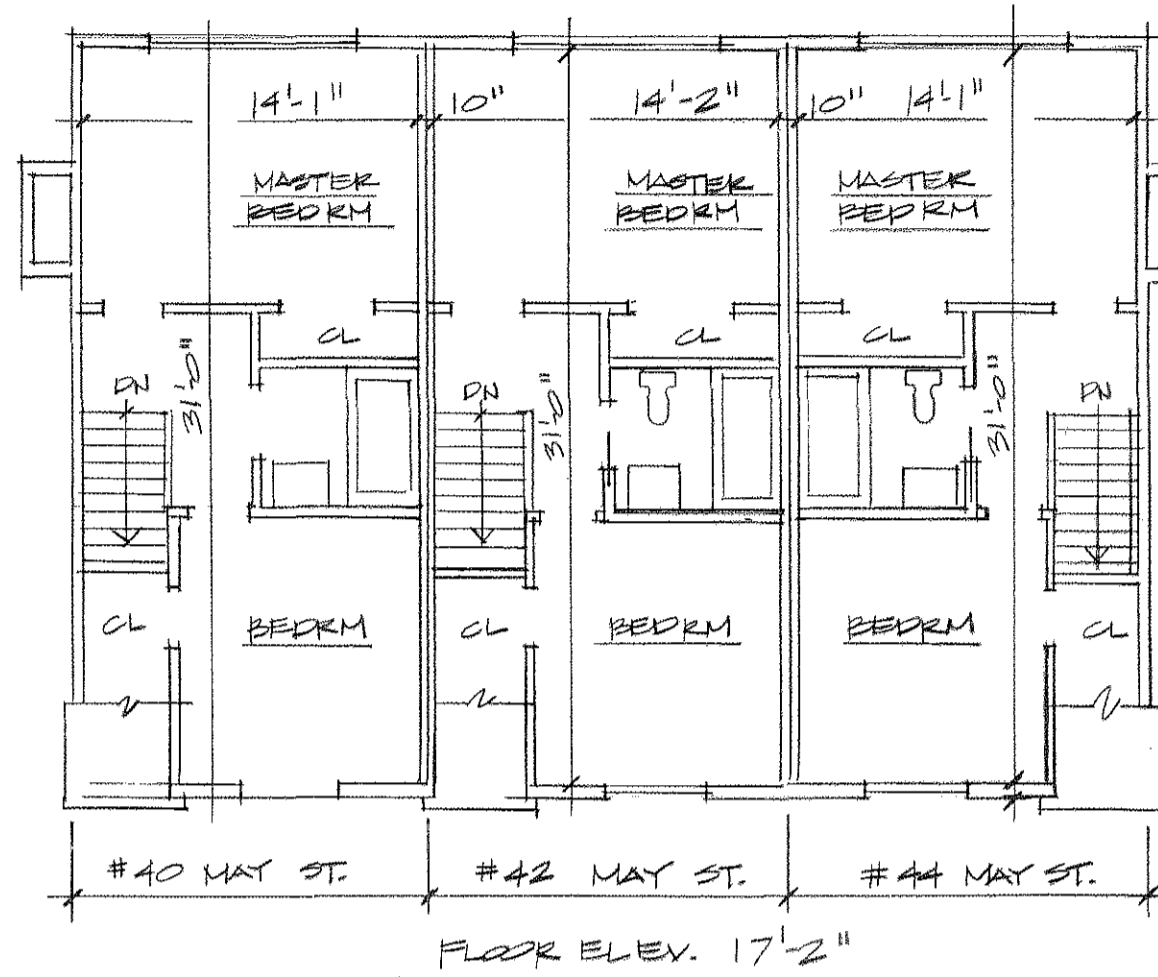 14'-1" 10" 14'-2" 10" 14'-1"
MASTER BEDRM
MASTER BEDRM
MASTER BEDRM
CL
CL
CL
DN
31'-0"
DN
31'-0"
31'-0"
DN
CL
BEDRM
CL
BEDRM
BEDRM
CL
#40 MAY ST.
#42 MAY ST.
#44 MAY ST.
FLOOR ELEV. 17'-2"